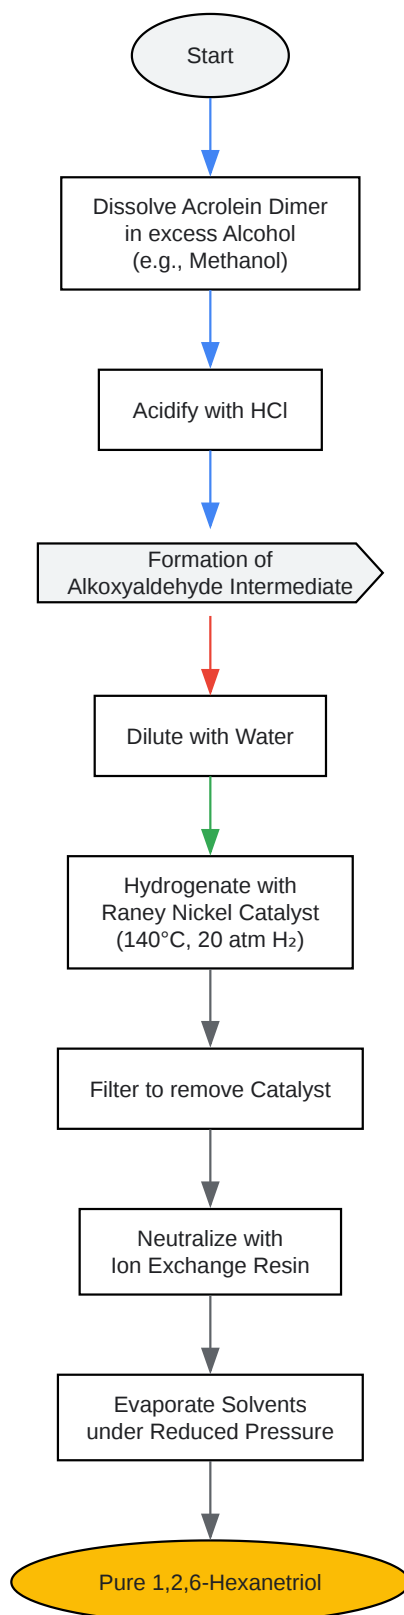 Start
Dissolve Acrolein Dimer
in excess Alcohol
(e.g., Methanol)
Acidify with HCl
Formation of
Alkoxyaldehyde Intermediate
Dilute with Water
Hydrogenate with
Raney Nickel Catalyst
(140°C, 20 atm H₂)
Filter to remove Catalyst
Neutralize with
Ion Exchange Resin
Evaporate Solvents
under Reduced Pressure
Pure 1,2,6-Hexanetriol